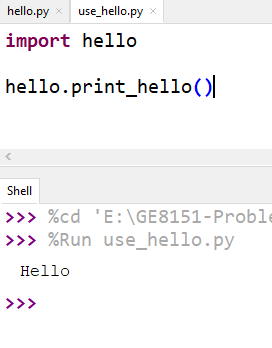 hello.py × use_hello.py ×
import hello
hello.print_hello()
Shell
>>> %cd 'E:\GE8151-Proble
>>> %Run use_hello.py
Hello
>>>